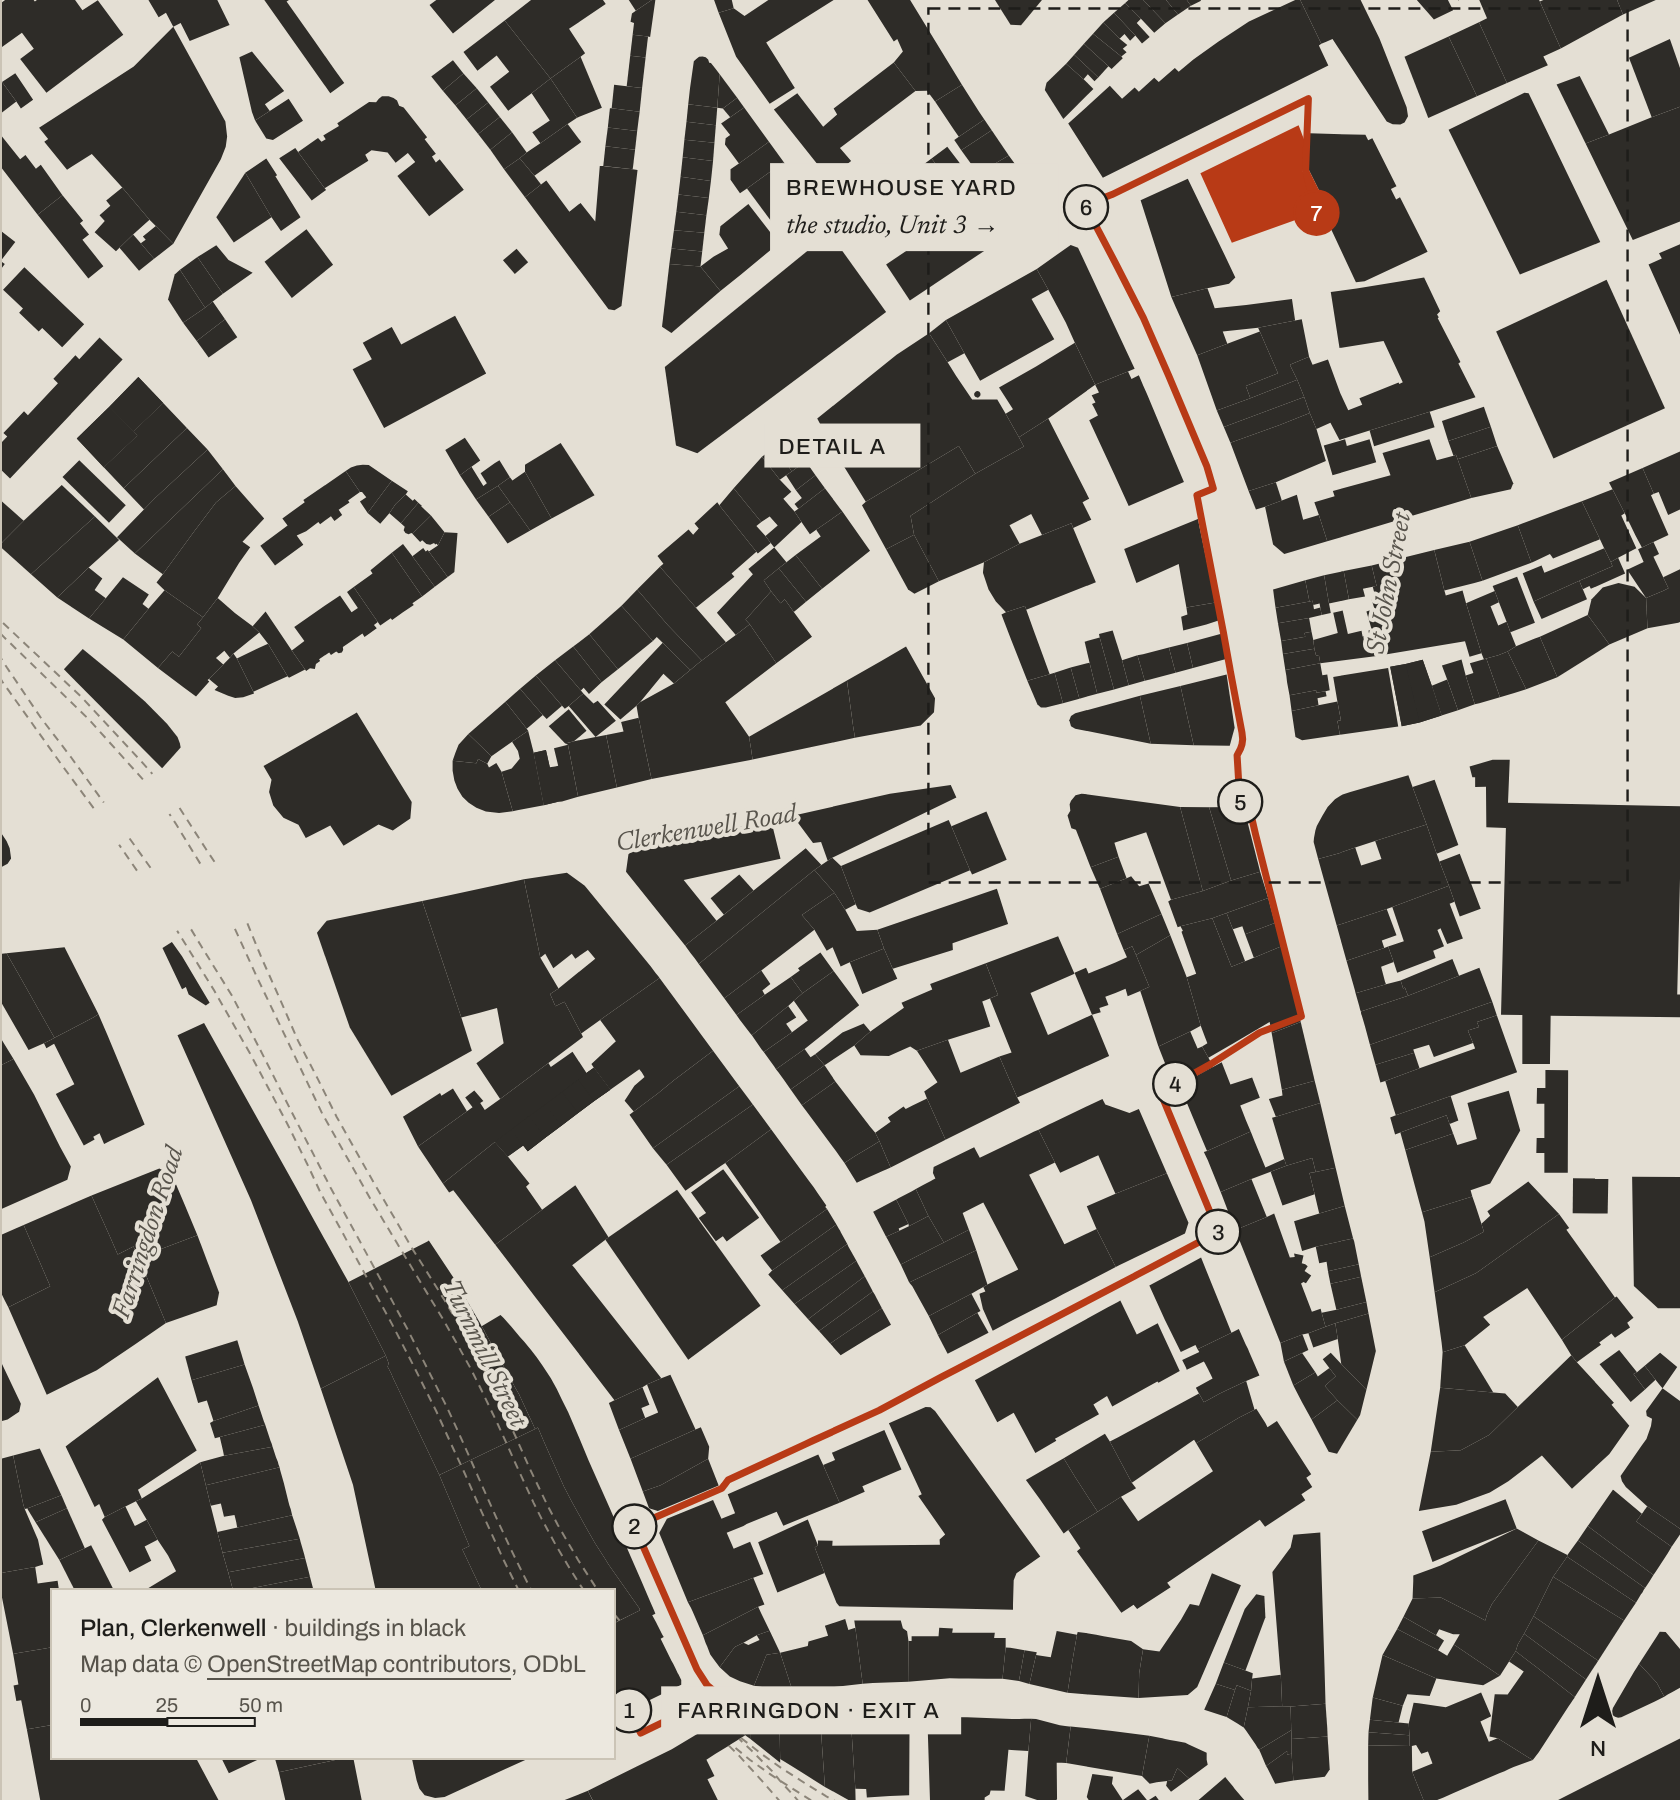 BREWHOUSE YARD
the studio, Unit 3 →
6
7
DETAIL A
St John Street
5
Clerkenwell Road
4
3
Farringdon Road
Turnmill Street
2
1
FARRINGDON · EXIT A
Plan, Clerkenwell · buildings in black
Map data © OpenStreetMap contributors, ODbL
0 25 50 m
N